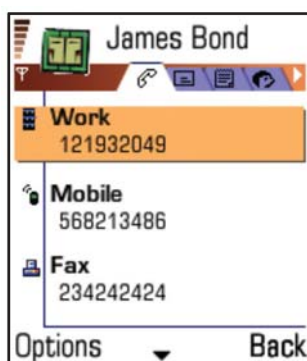 James Bond
Work
121932049
Mobile
568213486
Fax
234242424
Options Back